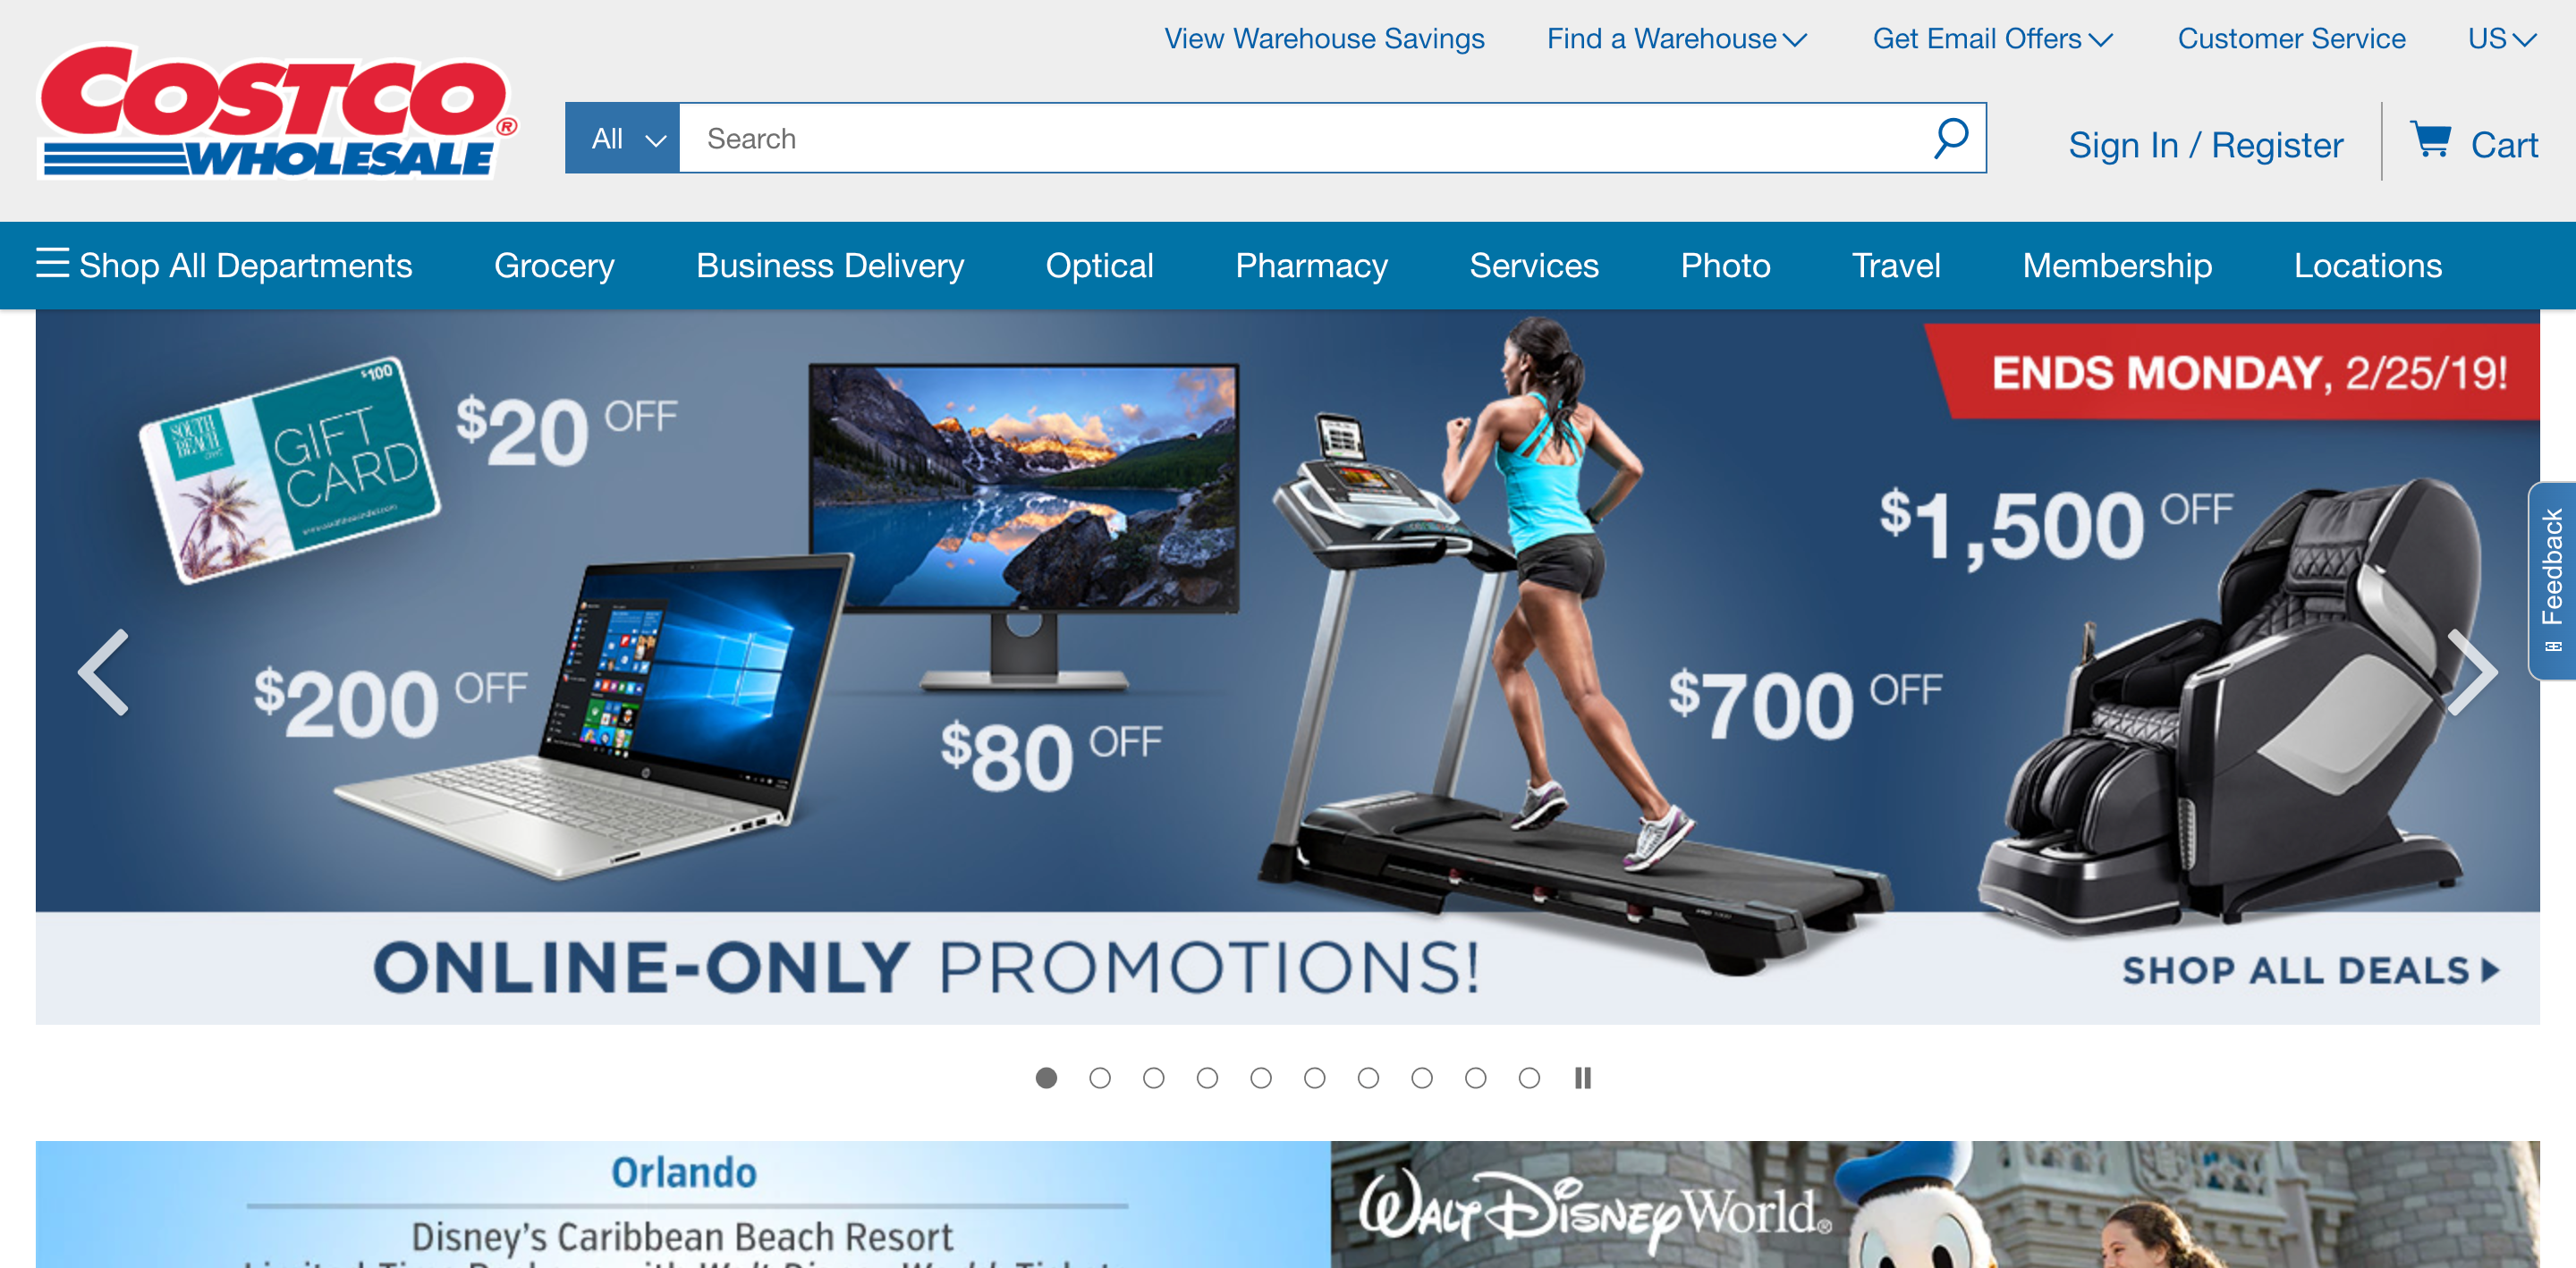 View Warehouse Savings
Find a Warehouse
Get Email Offers
Customer Service
US
COSTCO®
WHOLESALE
All
Search
Sign In / Register
Cart
Shop All Departments
Grocery
Business Delivery
Optical
Pharmacy
Services
Photo
Travel
Membership
Locations
ENDS MONDAY, 2/25/19!
$100
SOUTH
BEACH
GIFT
CARD
$20 OFF
$1,500 OFF
Feedback
$200 OFF
$80 OFF
$700 OFF
ONLINE-ONLY PROMOTIONS!
SHOP ALL DEALS
Orlando
Disney's Caribbean Beach Resort
WALT DISNEY World®